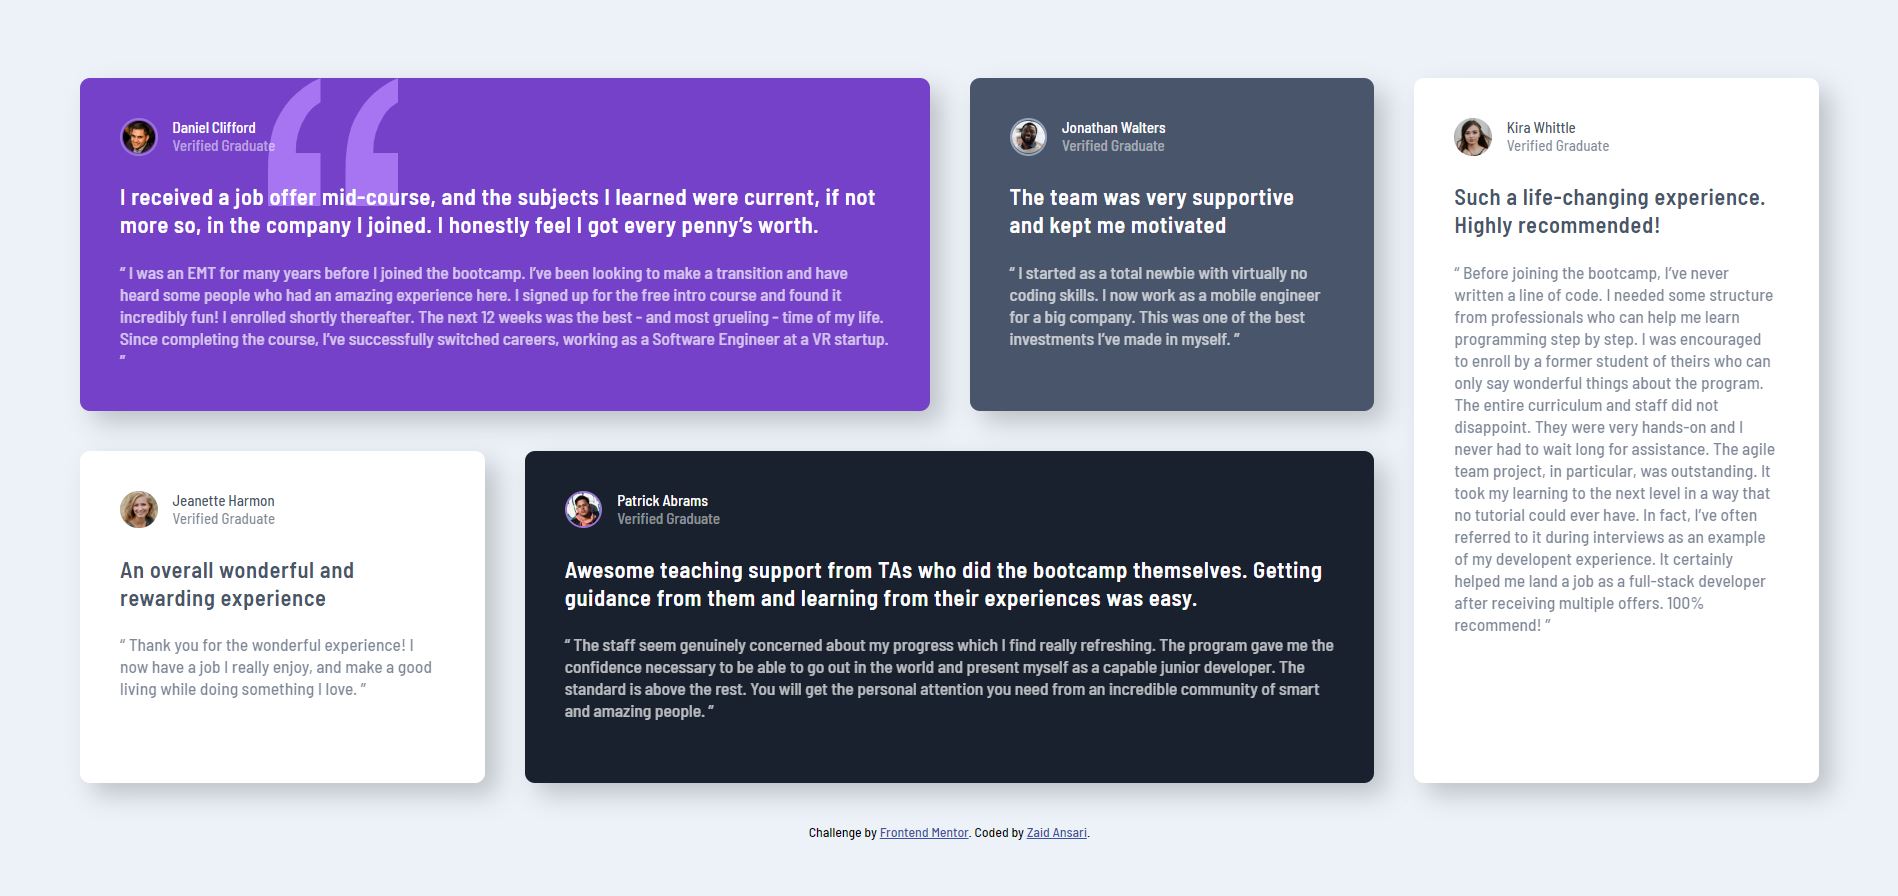 Daniel Clifford
Verified Graduate
I received a job offer mid-course, and the subjects I learned were current, if not
more so, in the company I joined. I honestly feel I got every penny’s worth.
“ I was an EMT for many years before I joined the bootcamp. I’ve been looking to make a transition and have
heard some people who had an amazing experience here. I signed up for the free intro course and found it
incredibly fun! I enrolled shortly thereafter. The next 12 weeks was the best - and most grueling - time of my life.
Since completing the course, I’ve successfully switched careers, working as a Software Engineer at a VR startup.
”
Jonathan Walters
Verified Graduate
The team was very supportive
and kept me motivated
“ I started as a total newbie with virtually no
coding skills. I now work as a mobile engineer
for a big company. This was one of the best
investments I’ve made in myself. ”
Kira Whittle
Verified Graduate
Such a life-changing experience.
Highly recommended!
“ Before joining the bootcamp, I’ve never
written a line of code. I needed some structure
from professionals who can help me learn
programming step by step. I was encouraged
to enroll by a former student of theirs who can
only say wonderful things about the program.
The entire curriculum and staff did not
disappoint. They were very hands-on and I
never had to wait long for assistance. The agile
team project, in particular, was outstanding. It
took my learning to the next level in a way that
no tutorial could ever have. In fact, I’ve often
referred to it during interviews as an example
of my developent experience. It certainly
helped me land a job as a full-stack developer
after receiving multiple offers. 100%
recommend! ”
Jeanette Harmon
Verified Graduate
An overall wonderful and
rewarding experience
“ Thank you for the wonderful experience! I
now have a job I really enjoy, and make a good
living while doing something I love. ”
Patrick Abrams
Verified Graduate
Awesome teaching support from TAs who did the bootcamp themselves. Getting
guidance from them and learning from their experiences was easy.
“ The staff seem genuinely concerned about my progress which I find really refreshing. The program gave me the
confidence necessary to be able to go out in the world and present myself as a capable junior developer. The
standard is above the rest. You will get the personal attention you need from an incredible community of smart
and amazing people. ”
Challenge by Frontend Mentor. Coded by Zaid Ansari.